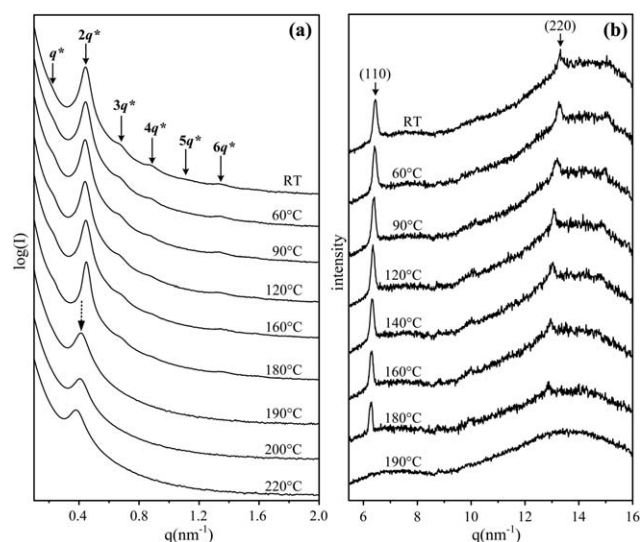 (a)
q*
2q*
3q*
4q*
5q*
6q*
RT
60°C
90°C
120°C
160°C
180°C
190°C
200°C
220°C
log(I)
0.4 0.8 1.2 1.6 2.0
q(nm⁻¹)
(b)
(110)
(220)
RT
60°C
90°C
120°C
140°C
160°C
180°C
190°C
intensity
6 8 10 12 14 16
q(nm⁻¹)